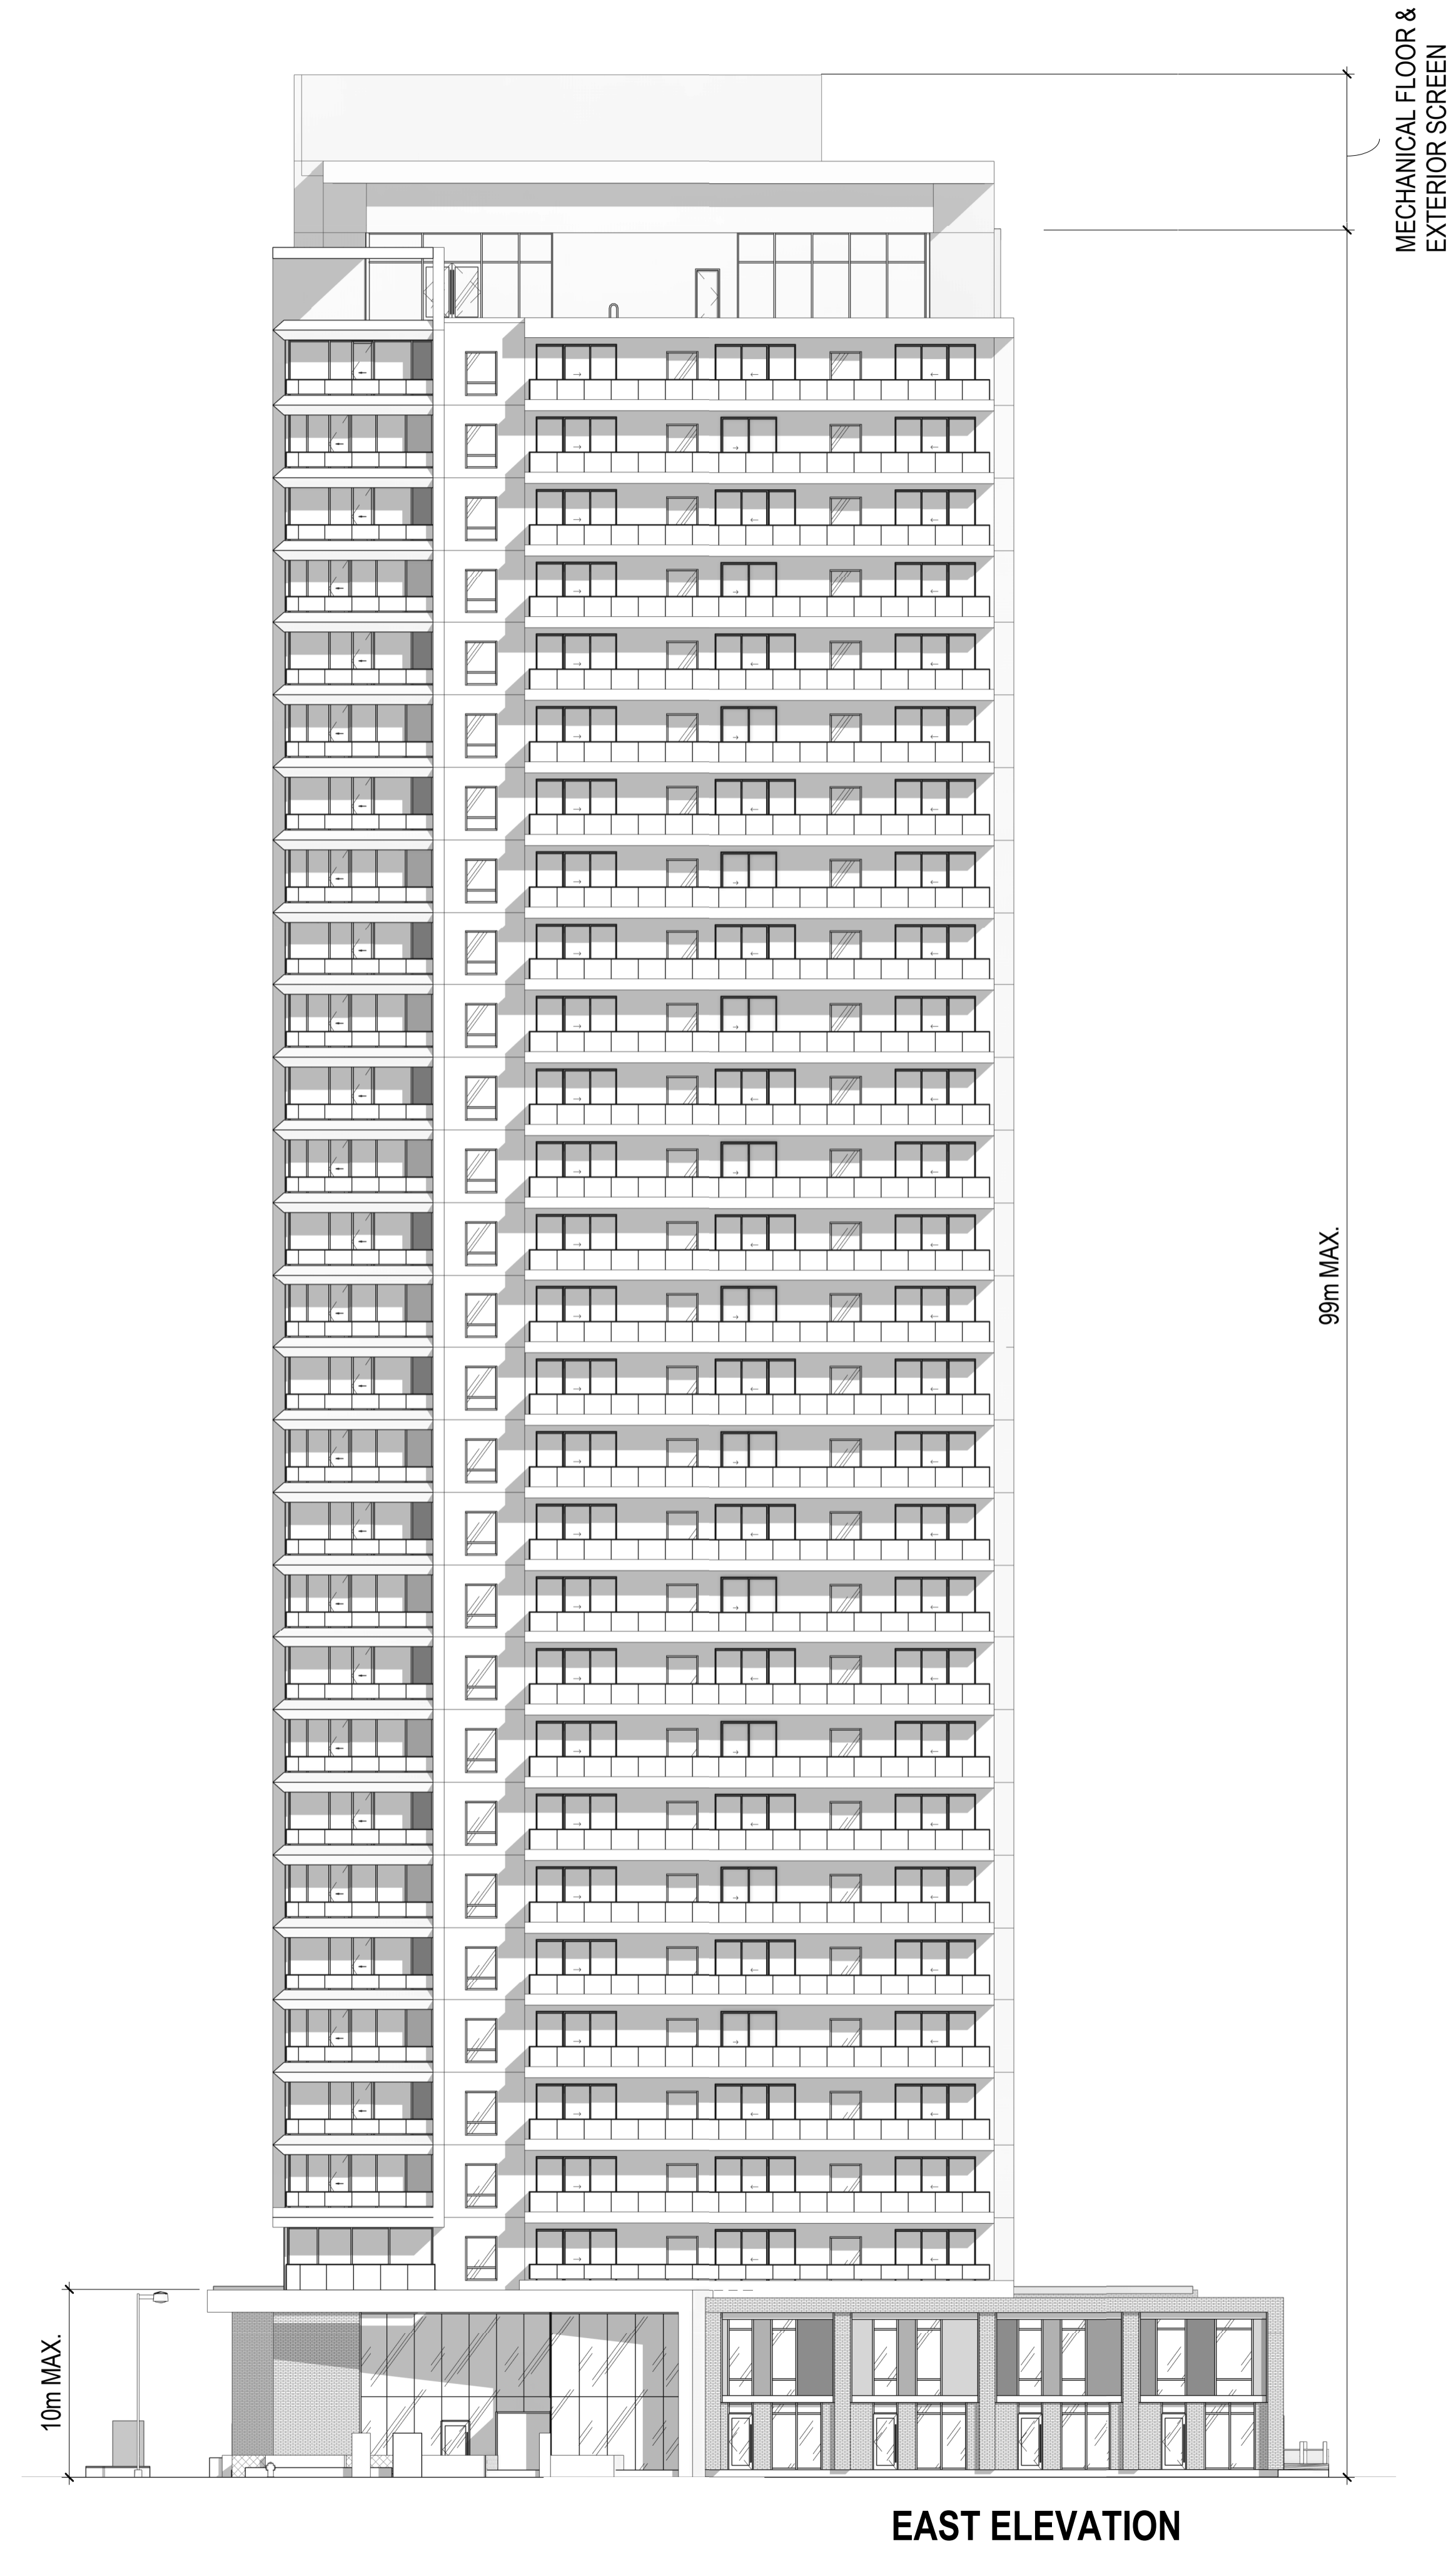 MECHANICAL FLOOR &
EXTERIOR SCREEN
99m MAX.
10m MAX.
EAST ELEVATION